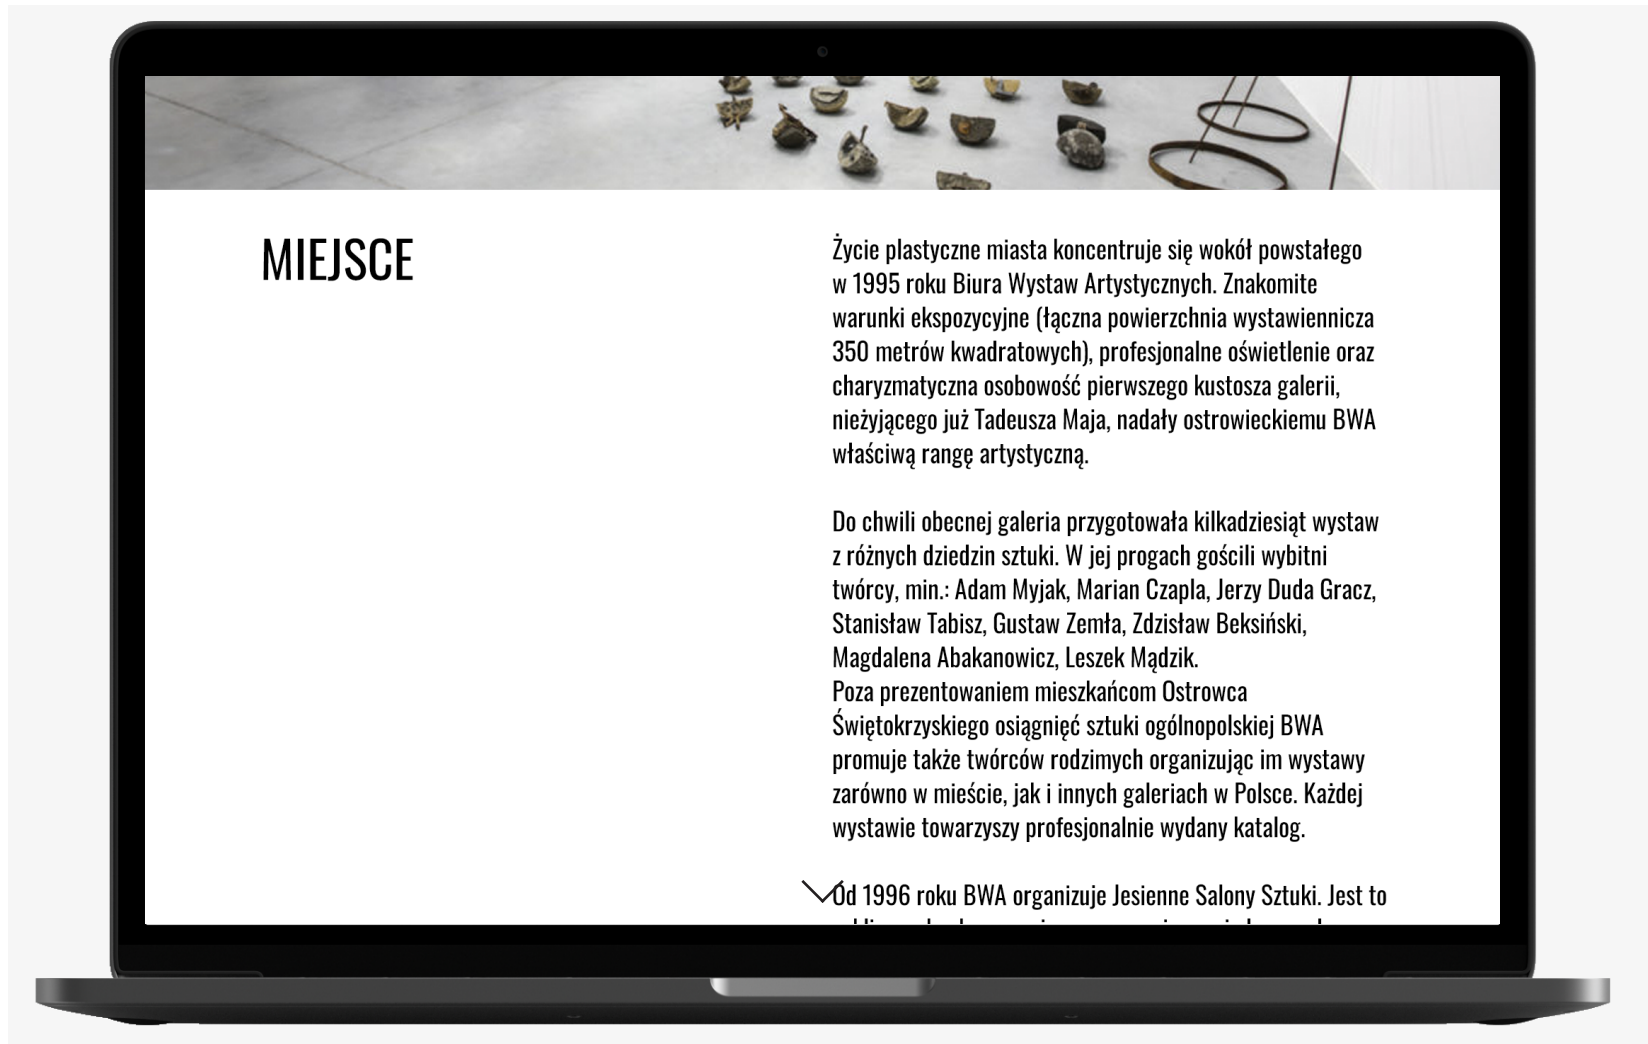 MIEJSCE
Życie plastyczne miasta koncentruje się wokół powstałego
w 1995 roku Biura Wystaw Artystycznych. Znakomite
warunki ekspozycyjne (łączna powierzchnia wystawiennicza
350 metrów kwadratowych), profesjonalne oświetlenie oraz
charyzmatyczna osobowość pierwszego kustosza galerii,
nieżyjącego już Tadeusza Maja, nadały ostrowieckiemu BWA
właściwą rangę artystyczną.
Do chwili obecnej galeria przygotowała kilkadziesiąt wystaw
z różnych dziedzin sztuki. W jej progach gościli wybitni
twórcy, min.: Adam Myjak, Marian Czapla, Jerzy Duda Gracz,
Stanisław Tabisz, Gustaw Zemła, Zdzisław Beksiński,
Magdalena Abakanowicz, Leszek Mądzik.
Poza prezentowaniem mieszkańcom Ostrowca
Świętokrzyskiego osiągnięć sztuki ogólnopolskiej BWA
promuje także twórców rodzimych organizując im wystawy
zarówno w mieście, jak i innych galeriach w Polsce. Każdej
wystawie towarzyszy profesjonalnie wydany katalog.
Od 1996 roku BWA organizuje Jesienne Salony Sztuki. Jest to